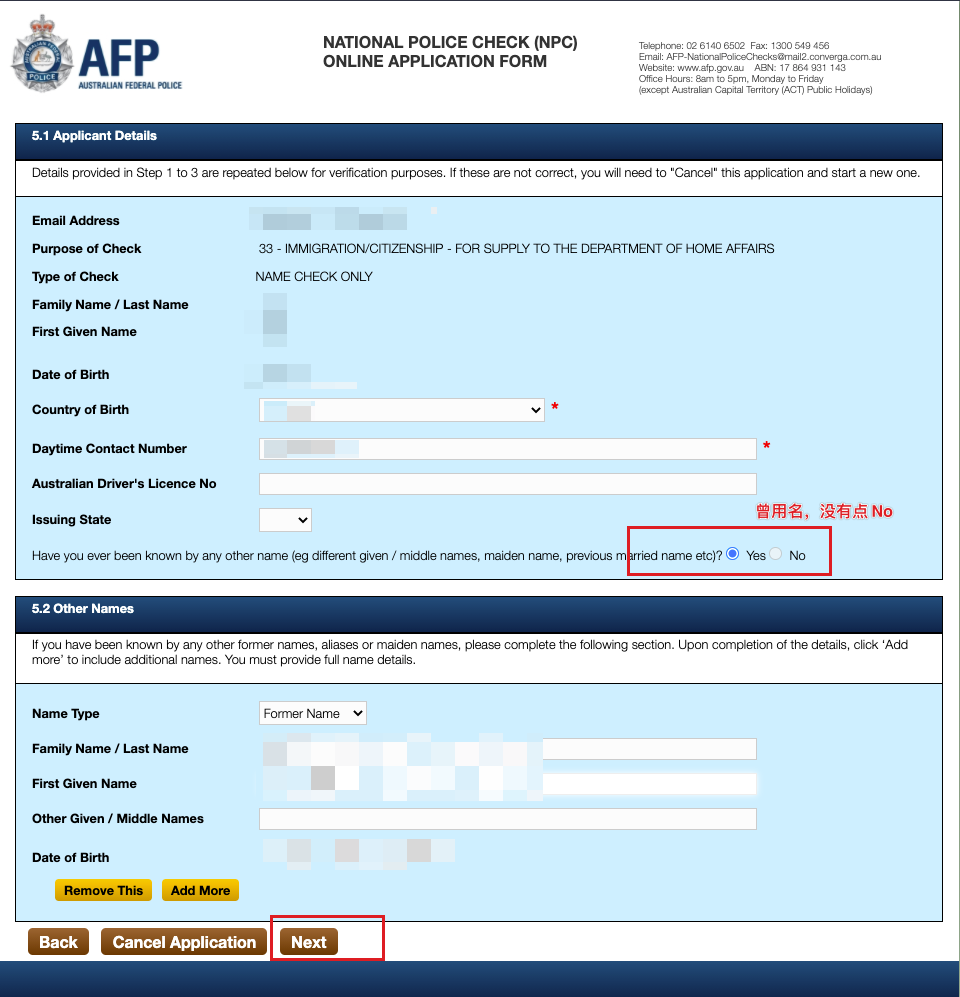 AFP
AUSTRALIAN FEDERAL POLICE
NATIONAL POLICE CHECK (NPC)
ONLINE APPLICATION FORM
Telephone: 02 6140 6502 Fax: 1300 549 456
Email: AFP-NationalPoliceChecks@mail2.converga.com.au
Website: www.afp.gov.au ABN: 17 864 931 143
Office Hours: 8am to 5pm, Monday to Friday
(except Australian Capital Territory (ACT) Public Holidays)
5.1 Applicant Details
Details provided in Step 1 to 3 are repeated below for verification purposes. If these are not correct, you will need to "Cancel" this application and start a new one.
Email Address
Purpose of Check 33 - IMMIGRATION/CITIZENSHIP - FOR SUPPLY TO THE DEPARTMENT OF HOME AFFAIRS
Type of Check NAME CHECK ONLY
Family Name / Last Name
First Given Name
Date of Birth
Country of Birth *
Daytime Contact Number *
Australian Driver's Licence No
曾用名，没有点 No
Issuing State
Have you ever been known by any other name (eg different given / middle names, maiden name, previous married name etc)? Yes No
5.2 Other Names
If you have been known by any other former names, aliases or maiden names, please complete the following section. Upon completion of the details, click ‘Add
more’ to include additional names. You must provide full name details.
Name Type Former Name
Family Name / Last Name
First Given Name
Other Given / Middle Names
Date of Birth
Remove This Add More
Back Cancel Application Next